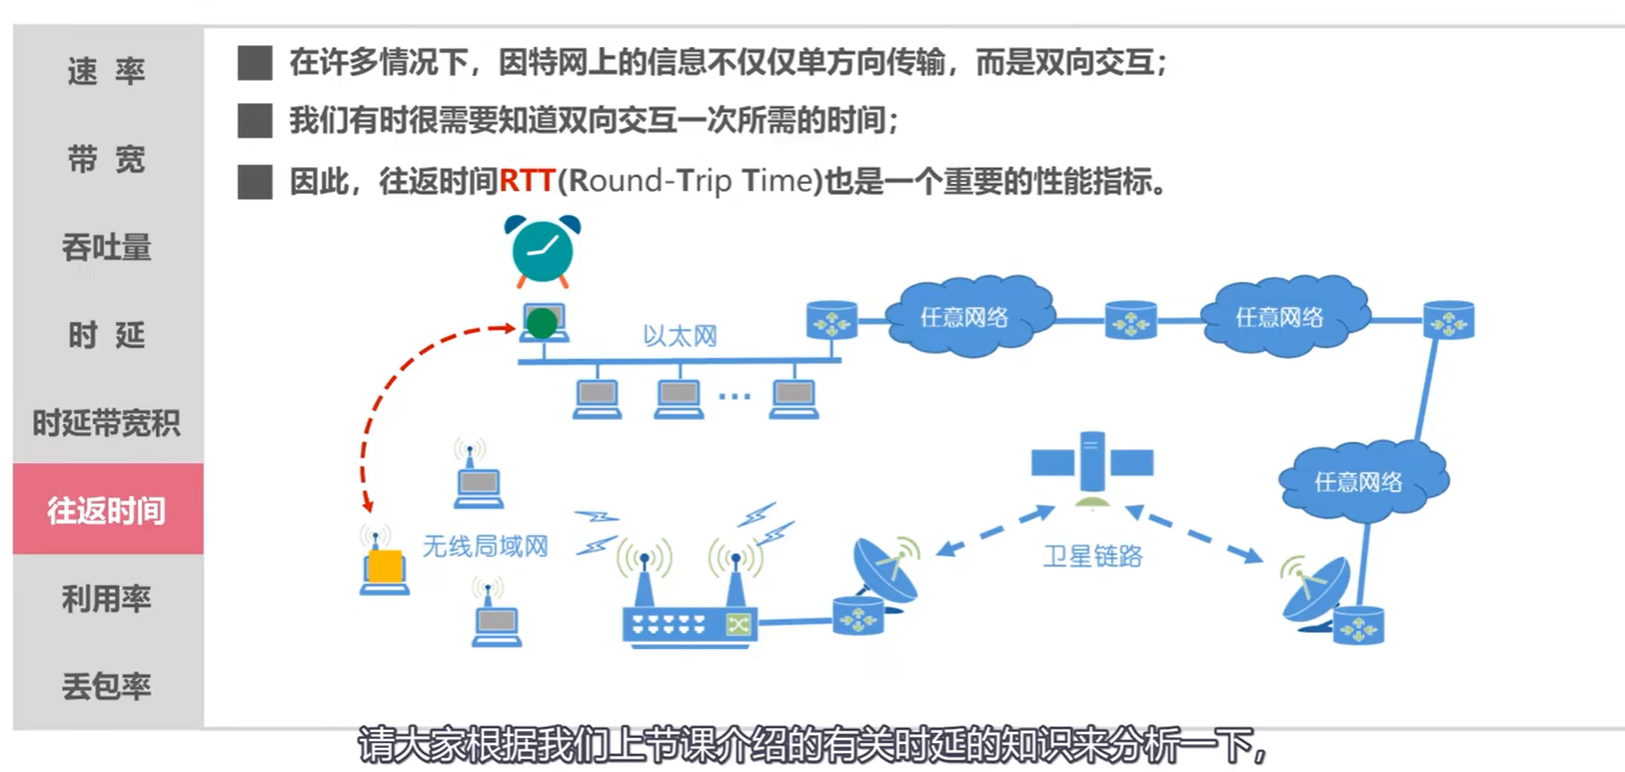 速 率
带 宽
吞吐量
时 延
时延带宽积
往返时间
利用率
丢包率
在许多情况下，因特网上的信息不仅仅单方向传输，而是双向交互；
我们有时很需要知道双向交互一次所需的时间；
因此，往返时间RTT(Round-Trip Time)也是一个重要的性能指标。
以太网
任意网络
任意网络
...
任意网络
无线局域网
卫星链路
请大家根据我们上节课介绍的有关时延的知识来分析一下，